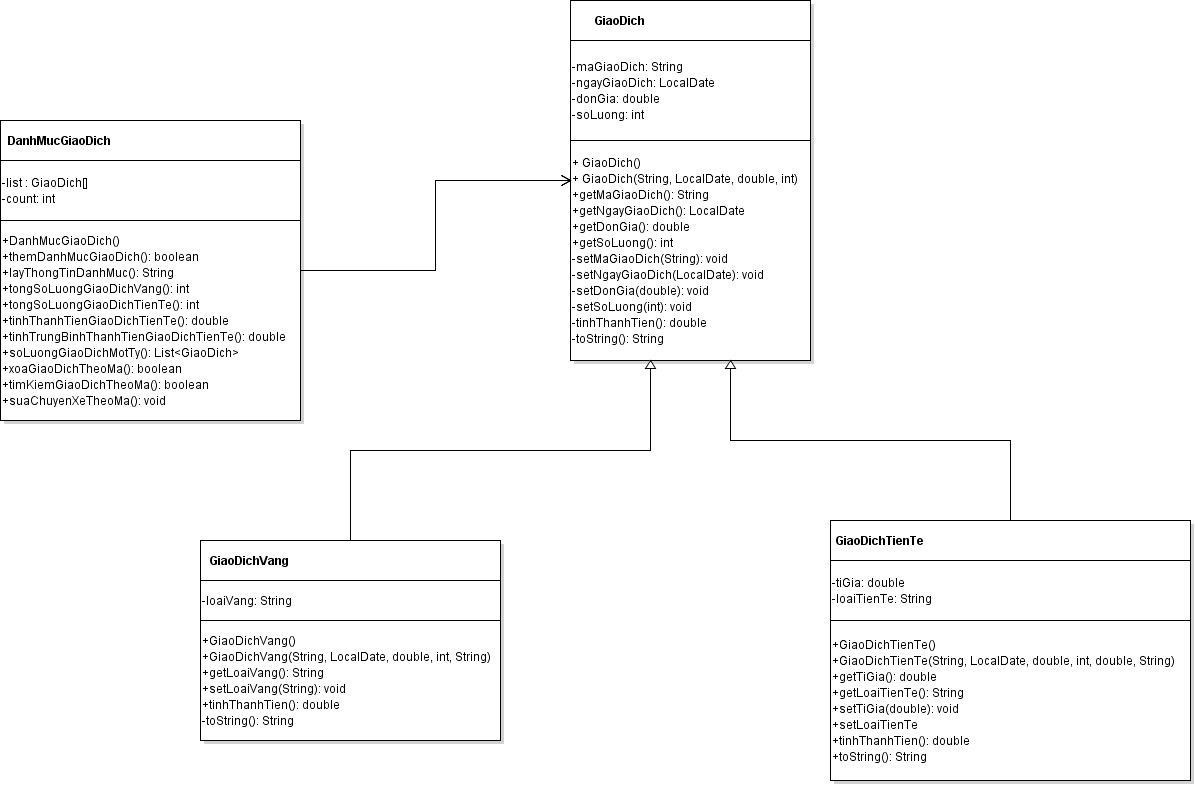 GiaoDich
-maGiaoDich: String
-ngayGiaoDich: LocalDate
-donGia: double
-soLuong: int
+ GiaoDich()
+ GiaoDich(String, LocalDate, double, int)
+getMaGiaoDich(): String
+getNgayGiaoDich(): LocalDate
+getDonGia(): double
+getSoLuong(): int
-setMaGiaoDich(String): void
-setNgayGiaoDich(LocalDate): void
-setDonGia(double): void
-setSoLuong(int): void
-tinhThanhTien(): double
-toString(): String
DanhMucGiaoDich
-list : GiaoDich[]
-count: int
+DanhMucGiaoDich()
+themDanhMucGiaoDich(): boolean
+layThongTinDanhMuc(): String
+tongSoLuongGiaoDichVang(): int
+tongSoLuongGiaoDichTienTe(): int
+tinhThanhTienGiaoDichTienTe(): double
+tinhTrungBinhThanhTienGiaoDichTienTe(): double
+soLuongGiaoDichMotTy(): List<GiaoDich>
+xoaGiaoDichTheoMa(): boolean
+timKiemGiaoDichTheoMa(): boolean
+suaChuyenXeTheoMa(): void
GiaoDichVang
-loaiVang: String
+GiaoDichVang()
+GiaoDichVang(String, LocalDate, double, int, String)
+getLoaiVang(): String
+setLoaiVang(String): void
+tinhThanhTien(): double
-toString(): String
GiaoDichTienTe
-tiGia: double
-loaiTienTe: String
+GiaoDichTienTe()
+GiaoDichTienTe(String, LocalDate, double, int, double, String)
+getTiGia(): double
+getLoaiTienTe(): String
+setTiGia(double): void
+setLoaiTienTe
+tinhThanhTien(): double
+toString(): String